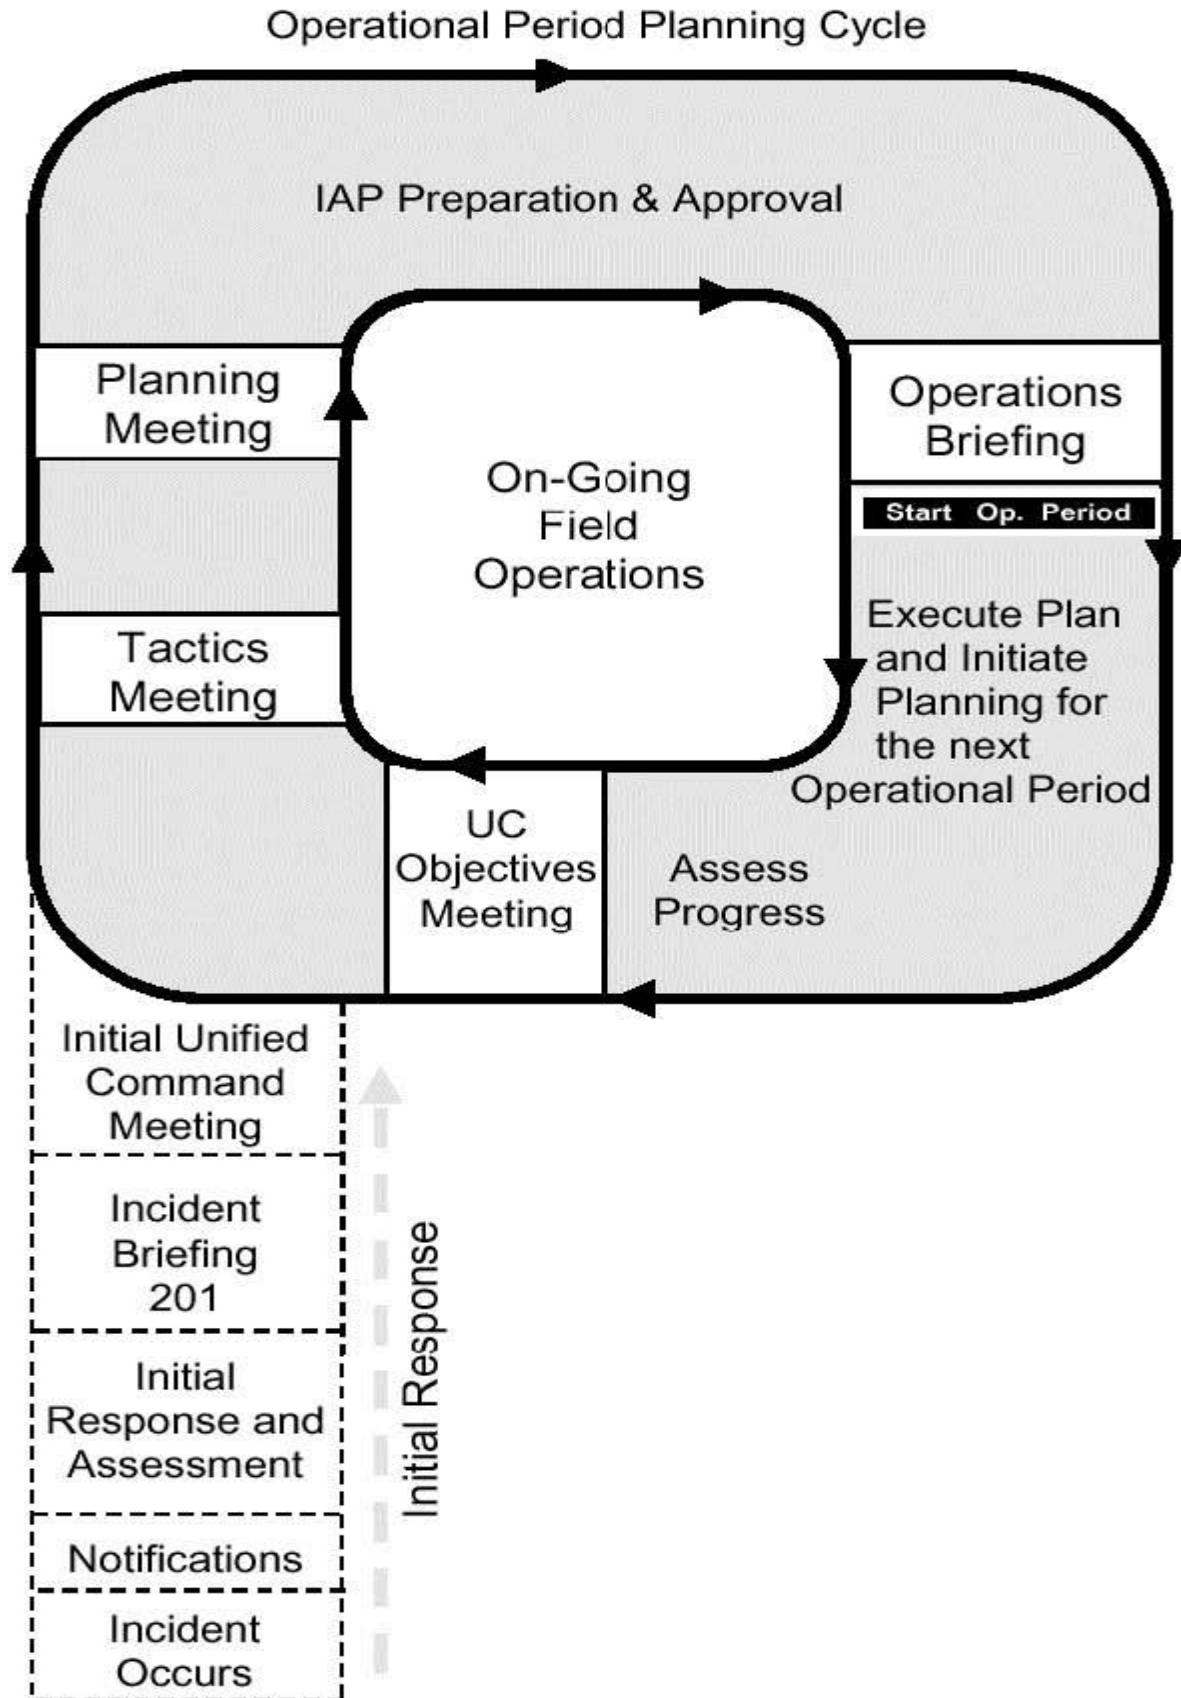 Operational Period Planning Cycle
IAP Preparation & Approval
Planning
Meeting
Operations
Briefing
On-Going
Field
Operations
Start Op. Period
Tactics
Meeting
Execute Plan
and Initiate
Planning for
the next
Operational Period
UC
Objectives
Meeting
Assess
Progress
Initial Unified
Command
Meeting
Incident
Briefing
201
Initial
Response and
Assessment
Notifications
Incident
Occurs
Initial Response